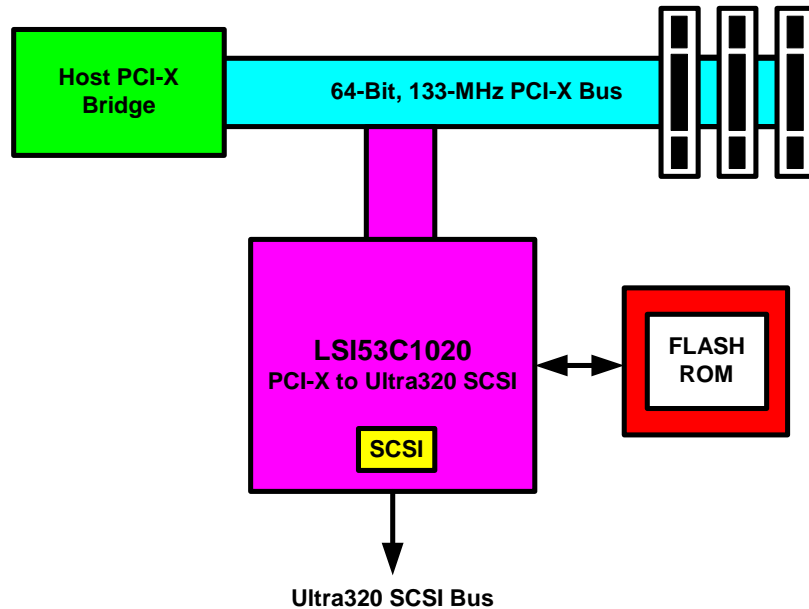 Host PCI-X
Bridge
64-Bit, 133-MHz PCI-X Bus
LSI53C1020
PCI-X to Ultra320 SCSI
SCSI
FLASH
ROM
Ultra320 SCSI Bus